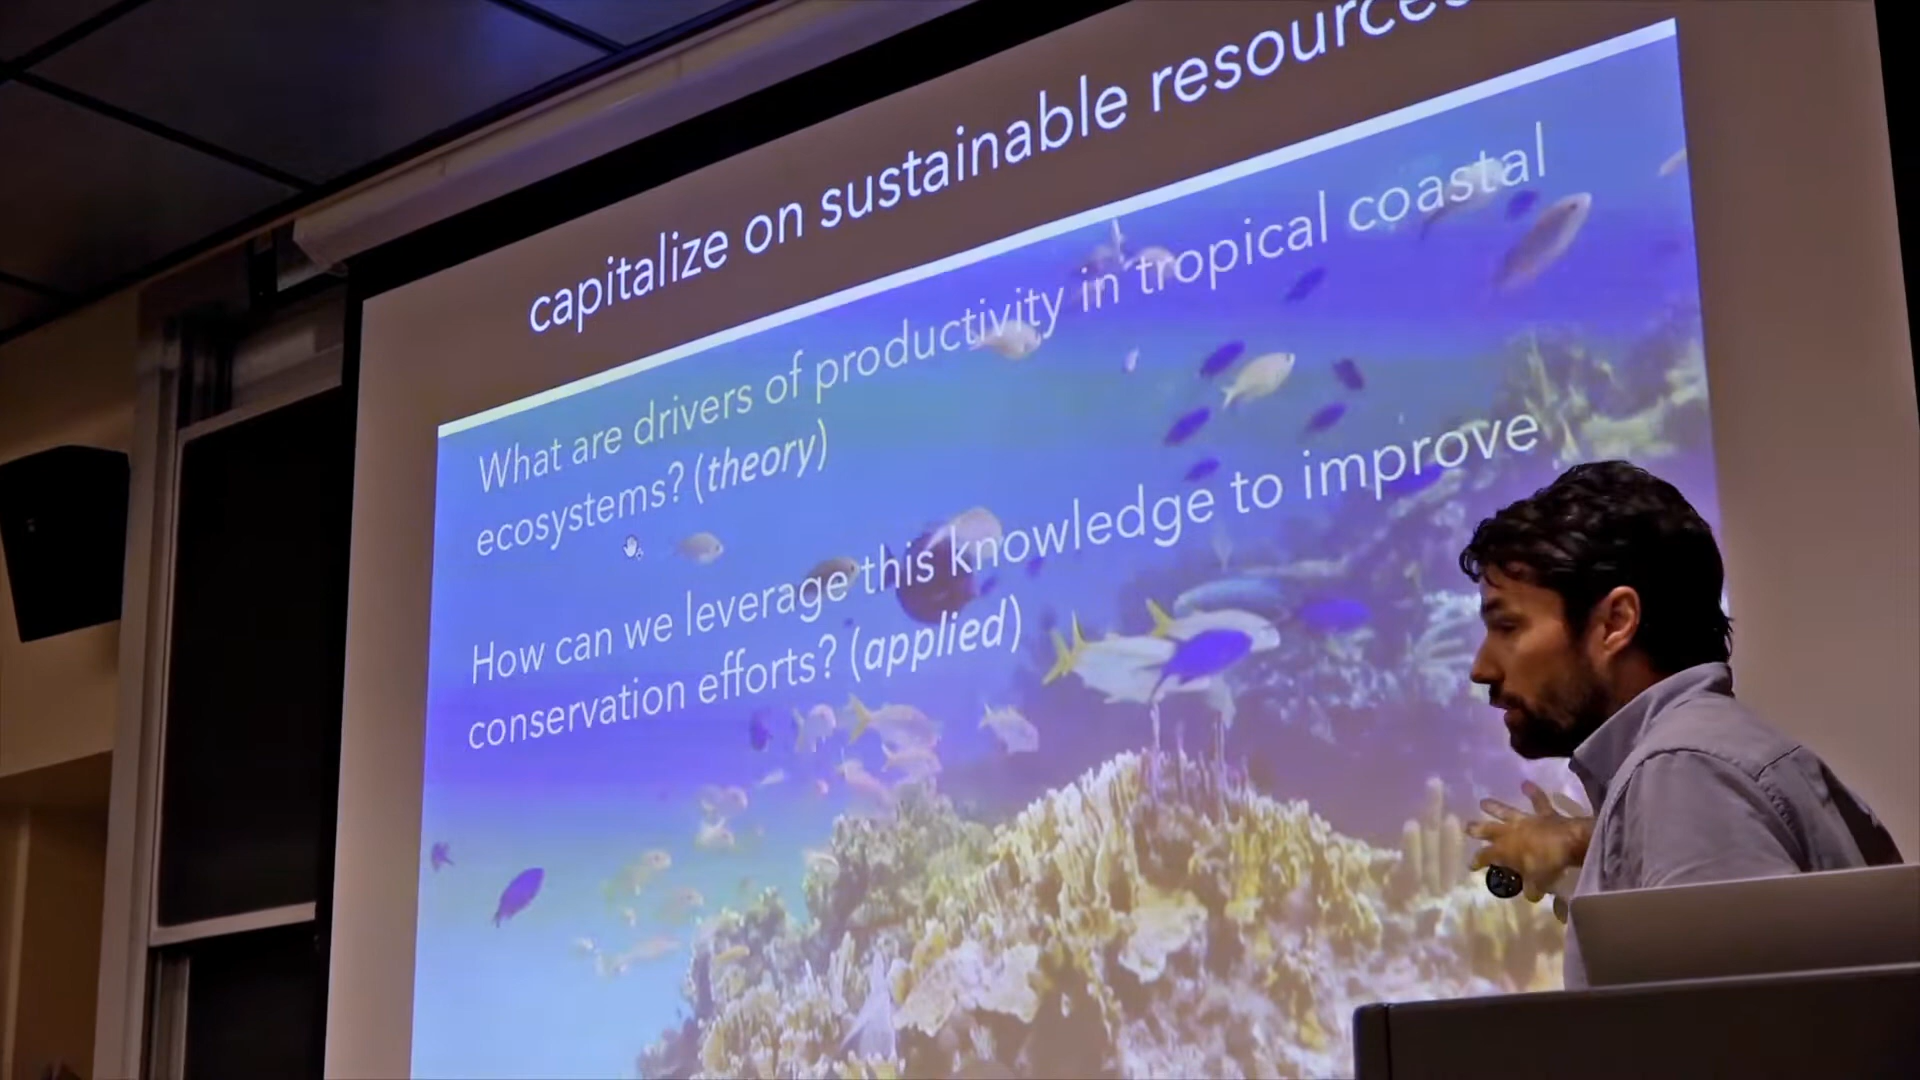 capitalize on sustainable resources
What are drivers of productivity in tropical coastal
ecosystems? (theory)
How can we leverage this knowledge to improve
conservation efforts? (applied)